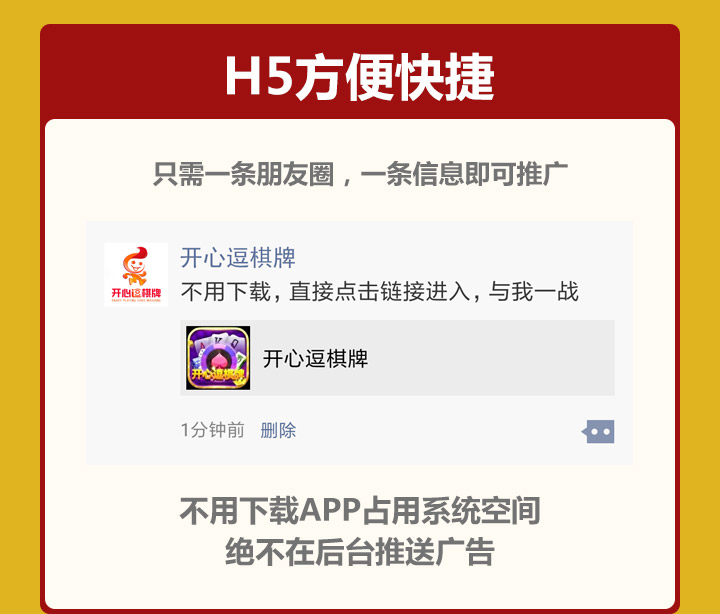 H5方便快捷
只需一条朋友圈，一条信息即可推广
开心逗棋牌
开心逗棋牌
不用下载，直接点击链接进入，与我一战
开心逗棋牌
开心逗棋牌
1分钟前 删除
不用下载APP占用系统空间
绝不在后台推送广告